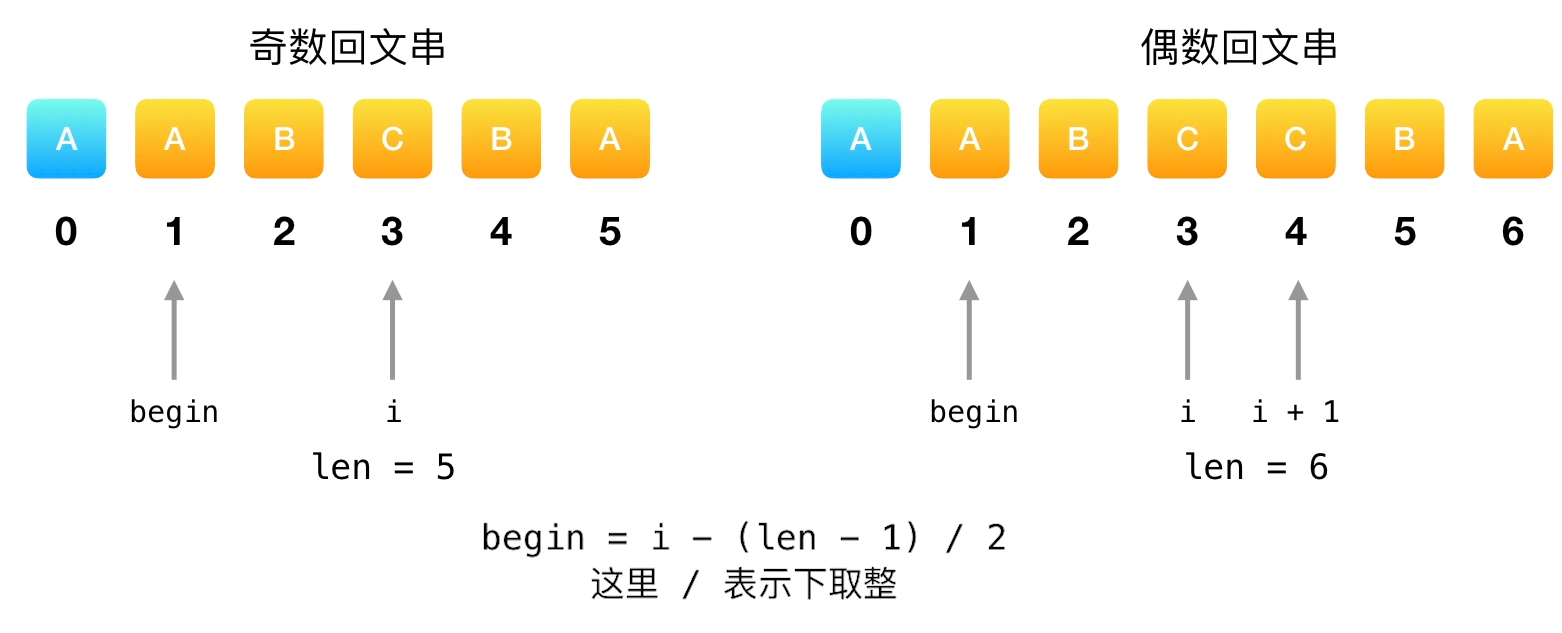 奇数回文串
A A B C B A
0 1 2 3 4 5
begin i
len = 5
偶数回文串
A A B C C B A
0 1 2 3 4 5 6
begin i i + 1
len = 6
begin = i − (len − 1) / 2
这里 / 表示下取整